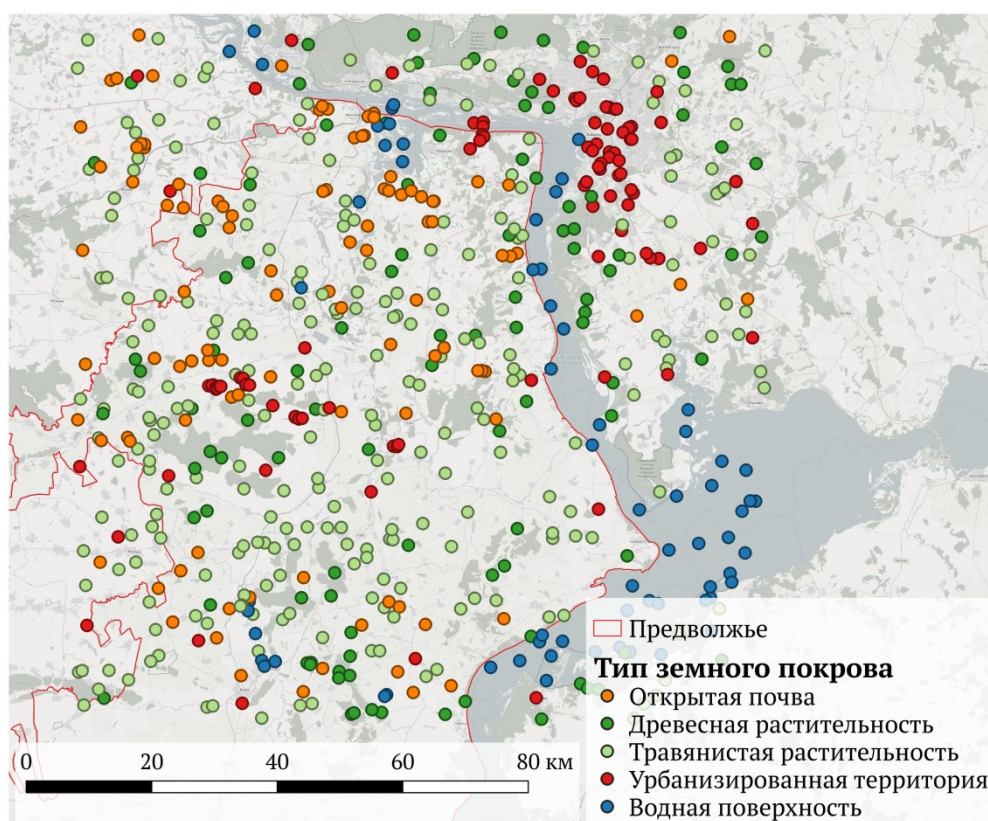 Предволжье
Тип земного покрова
Открытая почва
Древесная растительность
Травянистая растительность
Урбанизированная территория
Водная поверхность
0 20 40 60 80 км